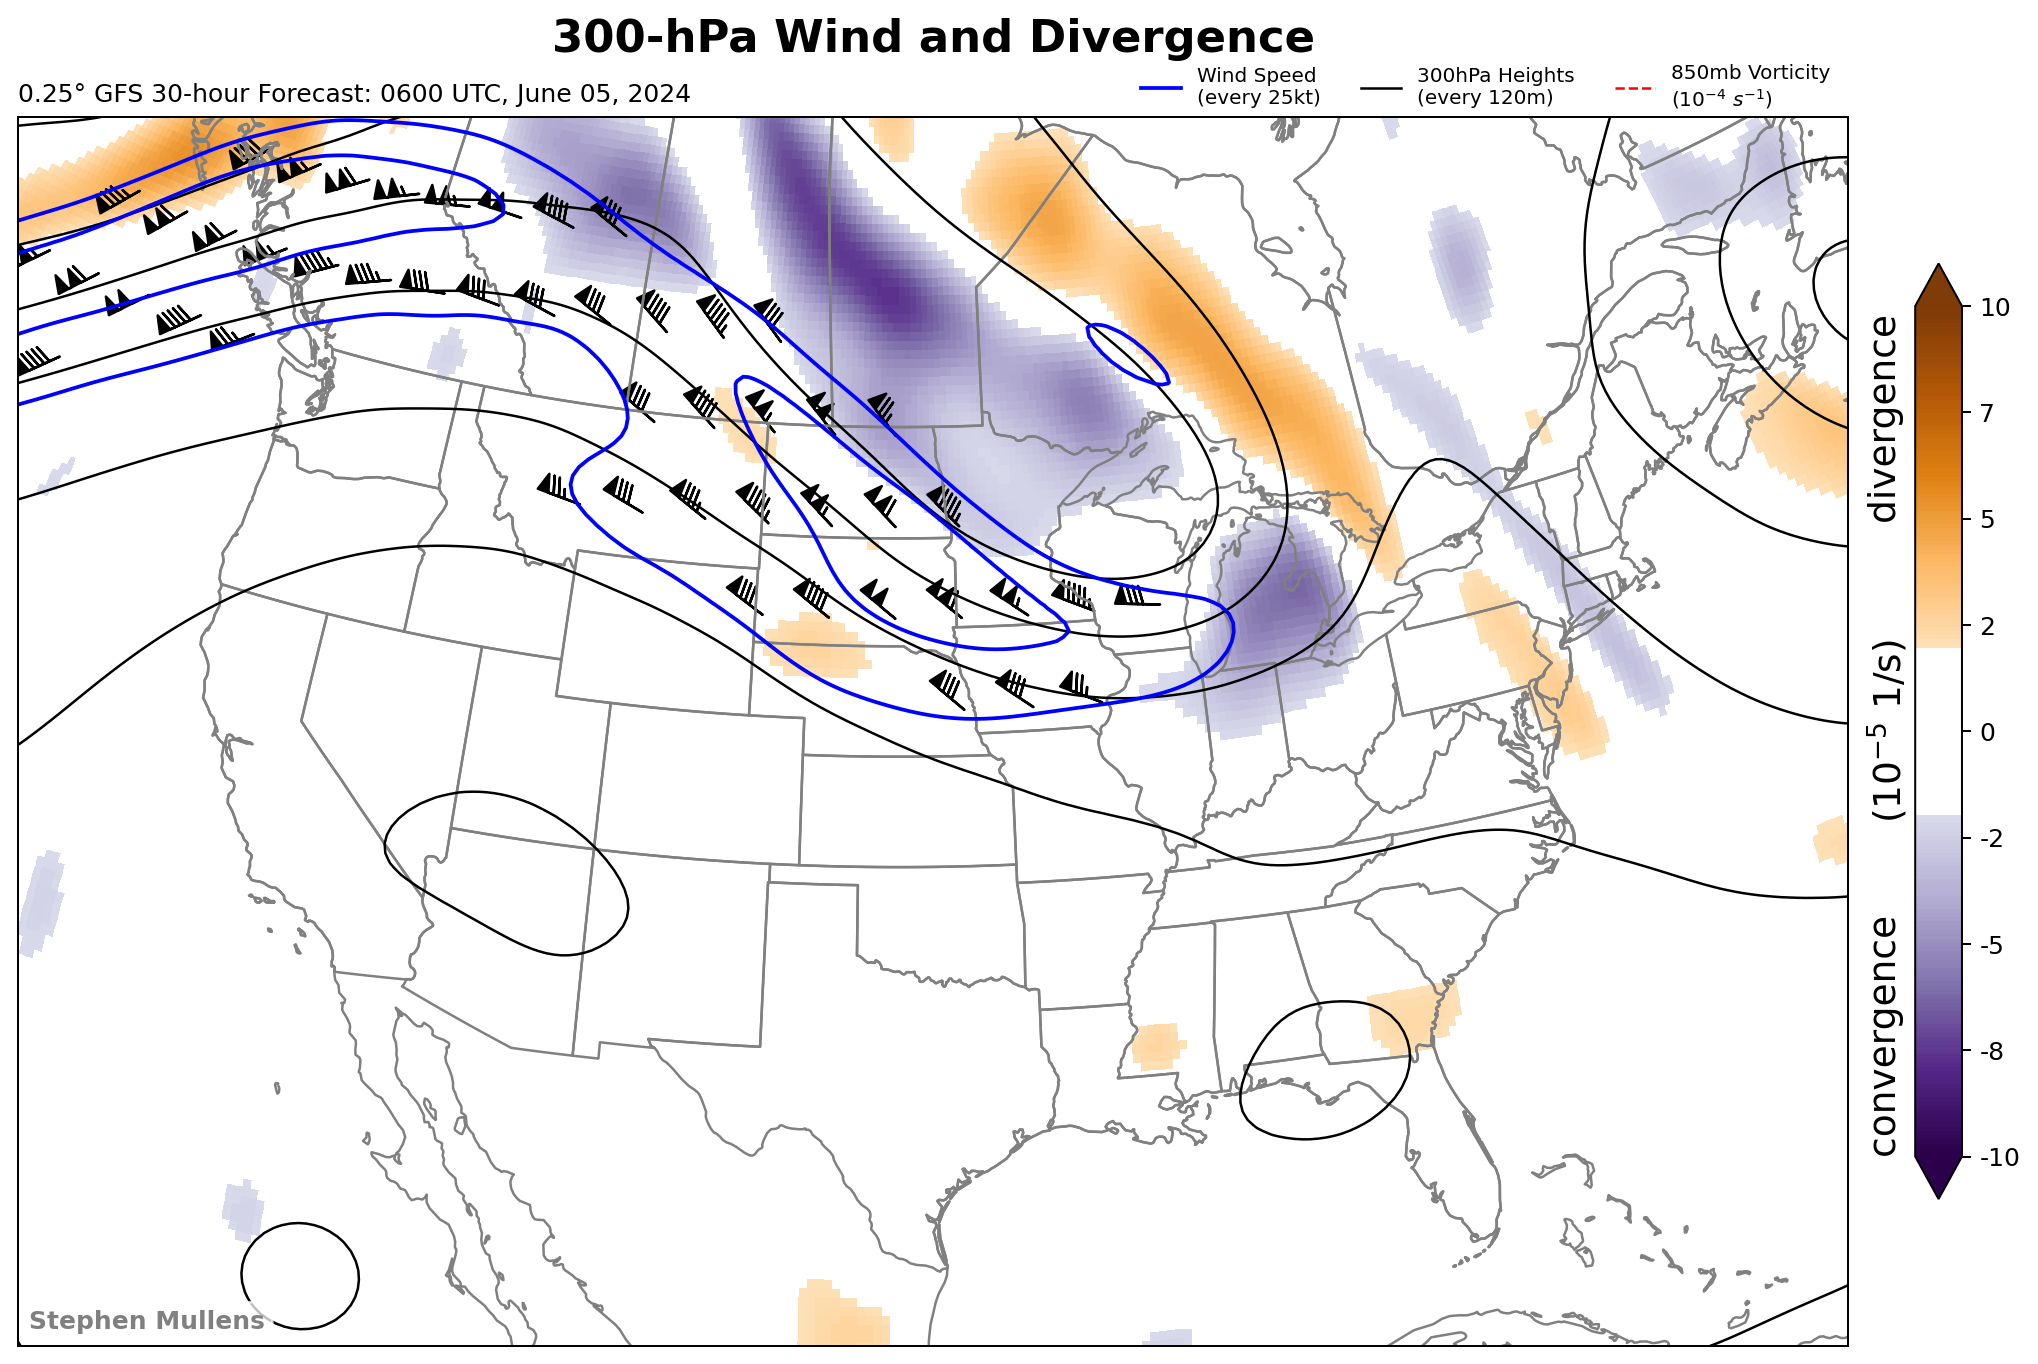 300-hPa Wind and Divergence
0.25° GFS 30-hour Forecast: 0600 UTC, June 05, 2024
Wind Speed
(every 25kt)
300hPa Heights
(every 120m)
850mb Vorticity
(10⁻⁴ s⁻¹)
10
7
5
2
0
-2
-5
-8
-10
convergence (10⁻⁵ 1/s) divergence
Stephen Mullens